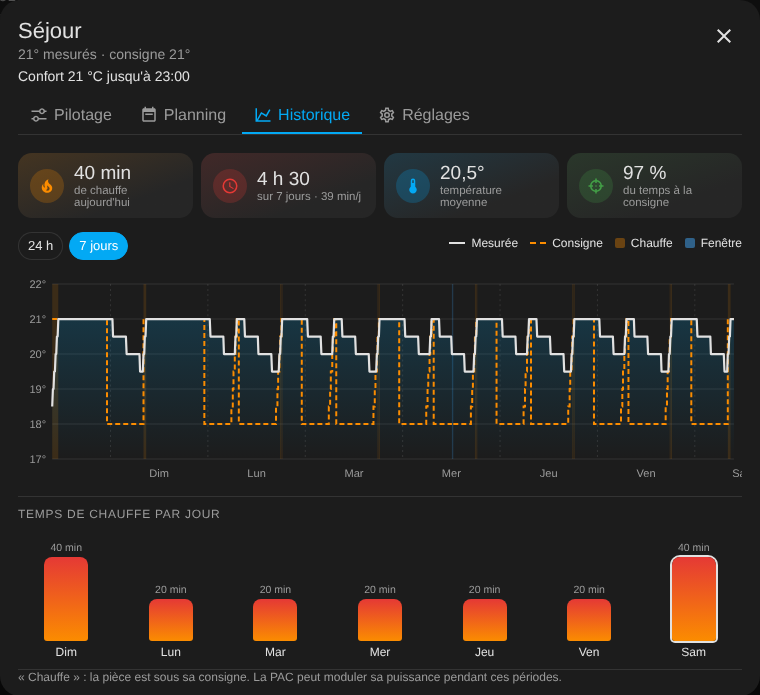 Séjour
21° mesurés · consigne 21°
Confort 21 °C jusqu'à 23:00
Pilotage
Planning
Historique
Réglages
40 min
de chauffe
aujourd'hui
4 h 30
sur 7 jours · 39 min/j
20,5°
température
moyenne
97 %
du temps à la
consigne
24 h
7 jours
Mesurée
Consigne
Chauffe
Fenêtre
22°
21°
20°
19°
18°
17°
Dim
Lun
Mar
Mer
Jeu
Ven
Sa
TEMPS DE CHAUFFE PAR JOUR
40 min
20 min
20 min
20 min
20 min
20 min
40 min
Dim
Lun
Mar
Mer
Jeu
Ven
Sam
« Chauffe » : la pièce est sous sa consigne. La PAC peut moduler sa puissance pendant ces périodes.